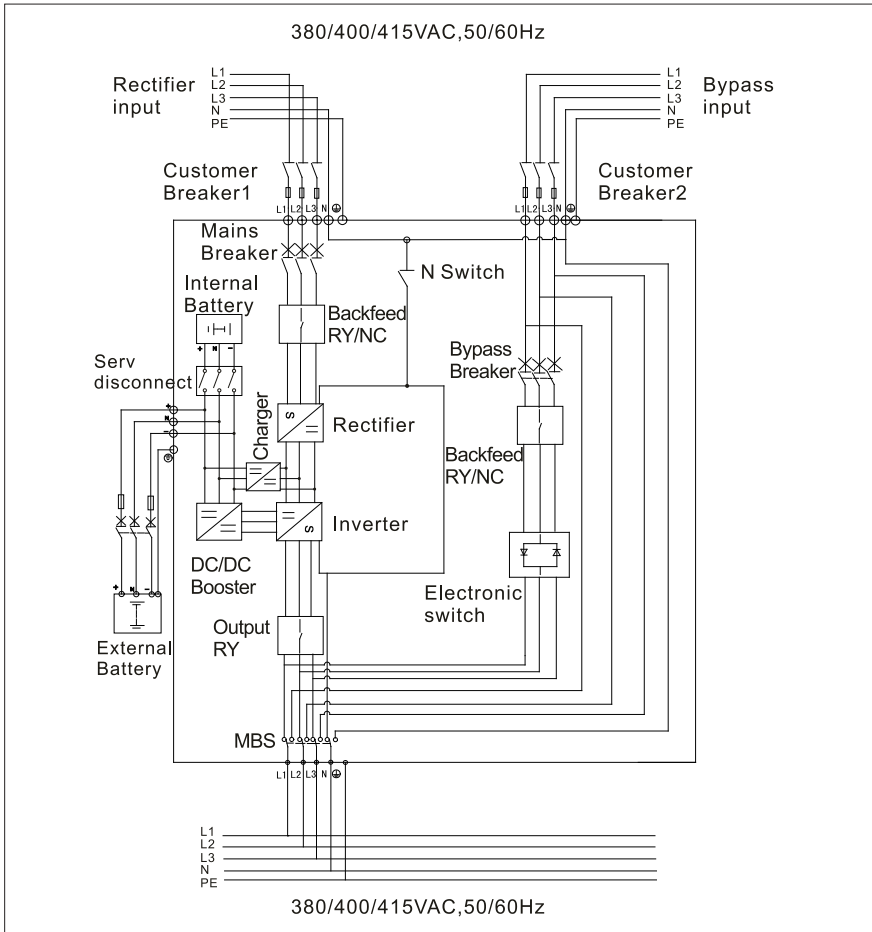 380/400/415VAC,50/60Hz
Rectifier
input
L1
L2
L3
N
PE
L1
L2
L3
N
PE
Bypass
input
Customer
Breaker1
Customer
Breaker2
L1 L2 L3 N
L1 L2 L3 N
Mains
Breaker
N Switch
Internal
Battery
Backfeed
RY/NC
+ N -
Bypass
Breaker
Serv
disconnect
+
N
-
Charger
S
Rectifier
Backfeed
RY/NC
S
Inverter
DC/DC
Booster
Electronic
switch
+ N -
External
Battery
Output
RY
MBS
L1 L2 L3 N
L1
L2
L3
N
PE
380/400/415VAC,50/60Hz